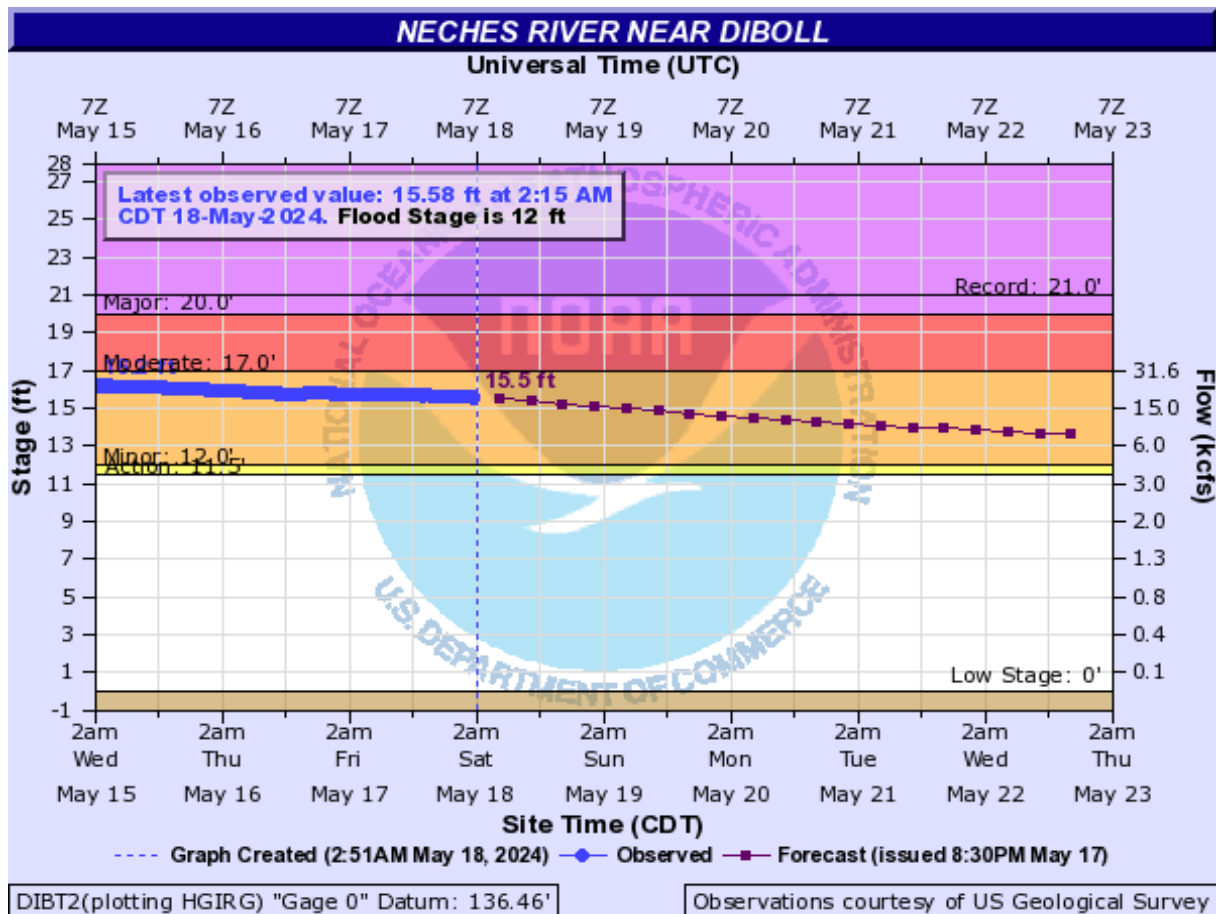 NECHES RIVER NEAR DIBOLL
Universal Time (UTC)
7Z 7Z 7Z 7Z 7Z 7Z 7Z 7Z 7Z
May 15 May 16 May 17 May 18 May 19 May 20 May 21 May 22 May 23
Latest observed value: 15.58 ft at 2:15 AM
CDT 18-May-2024. Flood Stage is 12 ft
28
27
25
23
21
19
17
15
13
11
9
7
5
3
1
-1
Stage (ft)
Record: 21.0'
Major: 20.0'
Moderate: 17.0'
15.5 ft
Minor: 12.0'
Action: 11.5'
Low Stage: 0'
31.6
15.0
6.0
3.0
2.0
1.3
0.8
0.4
0.1
Flow (kcfs)
NATIONAL OCEANIC AND ATMOSPHERIC ADMINISTRATION
NOAA
U.S. DEPARTMENT OF COMMERCE
2am 2am 2am 2am 2am 2am 2am 2am 2am
Wed Thu Fri Sat Sun Mon Tue Wed Thu
May 15 May 16 May 17 May 18 May 19 May 20 May 21 May 22 May 23
Site Time (CDT)
Graph Created (2:51AM May 18, 2024) Observed Forecast (issued 8:30PM May 17)
DIBT2(plotting HGIRG) "Gage 0" Datum: 136.46' Observations courtesy of US Geological Survey